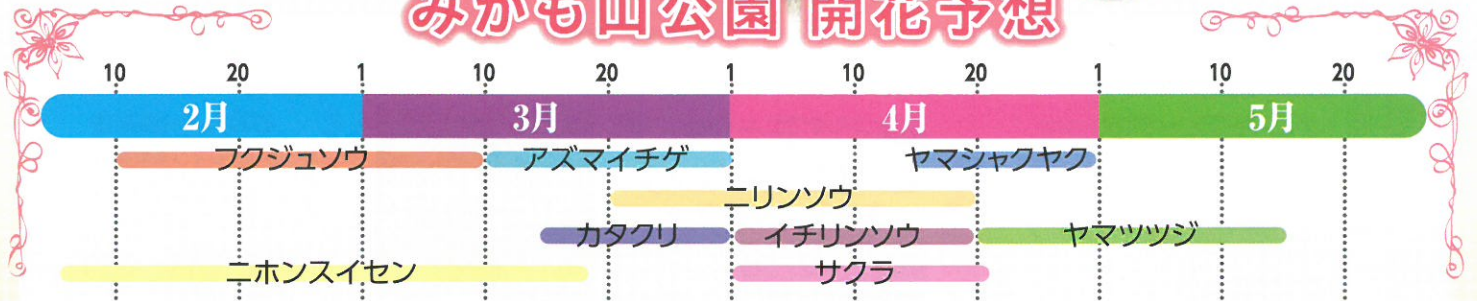 みかも山公園 開花予想
10 20 1 10 20 1 10 20 1 10 20
2月 3月 4月 5月
フクジュソウ アズマイチゲ ヤマシャクヤク
ニリンソウ
カタクリ イチリンソウ ヤマツツジ
ニホンスイセン サクラ